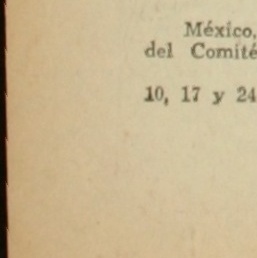 México,
del Comité
10, 17 y 24